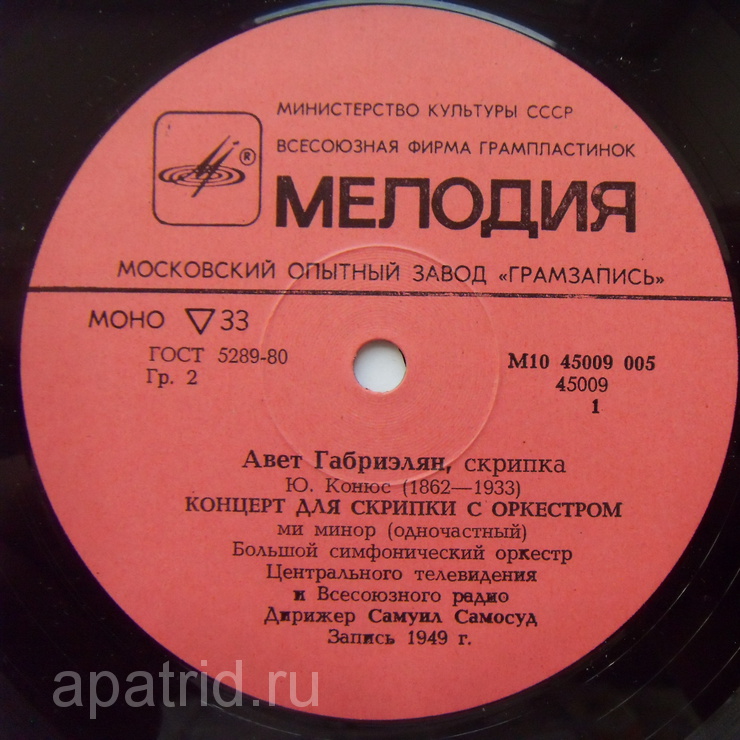 МИНИСТЕРСТВО КУЛЬТУРЫ СССР
ВСЕСОЮЗНАЯ ФИРМА ГРАМПЛАСТИНОК
®
МЕЛОДИЯ
МОСКОВСКИЙ ОПЫТНЫЙ ЗАВОД «ГРАМЗАПИСЬ»
МОНО ▽ 33
ГОСТ 5289-80
Гр. 2
М10 45009 005
45009
1
Авет Габриэлян, скрипка
Ю. Конюс (1862—1933)
КОНЦЕРТ ДЛЯ СКРИПКИ С ОРКЕСТРОМ
ми минор (одночастный)
Большой симфонический оркестр
Центрального телевидения
и Всесоюзного радио
Дирижер Самуил Самосуд
Запись 1949 г.
apatrid.ru